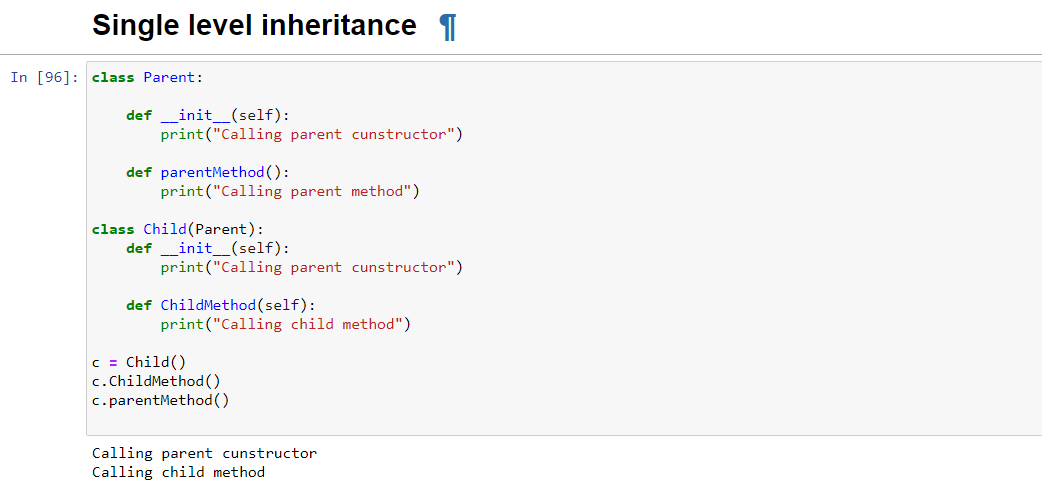 Single level inheritance ¶
In [96]: class Parent:
    def __init__(self):
        print("Calling parent cunstructor")
    def parentMethod():
        print("Calling parent method")
class Child(Parent):
    def __init__(self):
        print("Calling parent cunstructor")
    def ChildMethod(self):
        print("Calling child method")
c = Child()
c.ChildMethod()
c.parentMethod()
Calling parent cunstructor
Calling child method